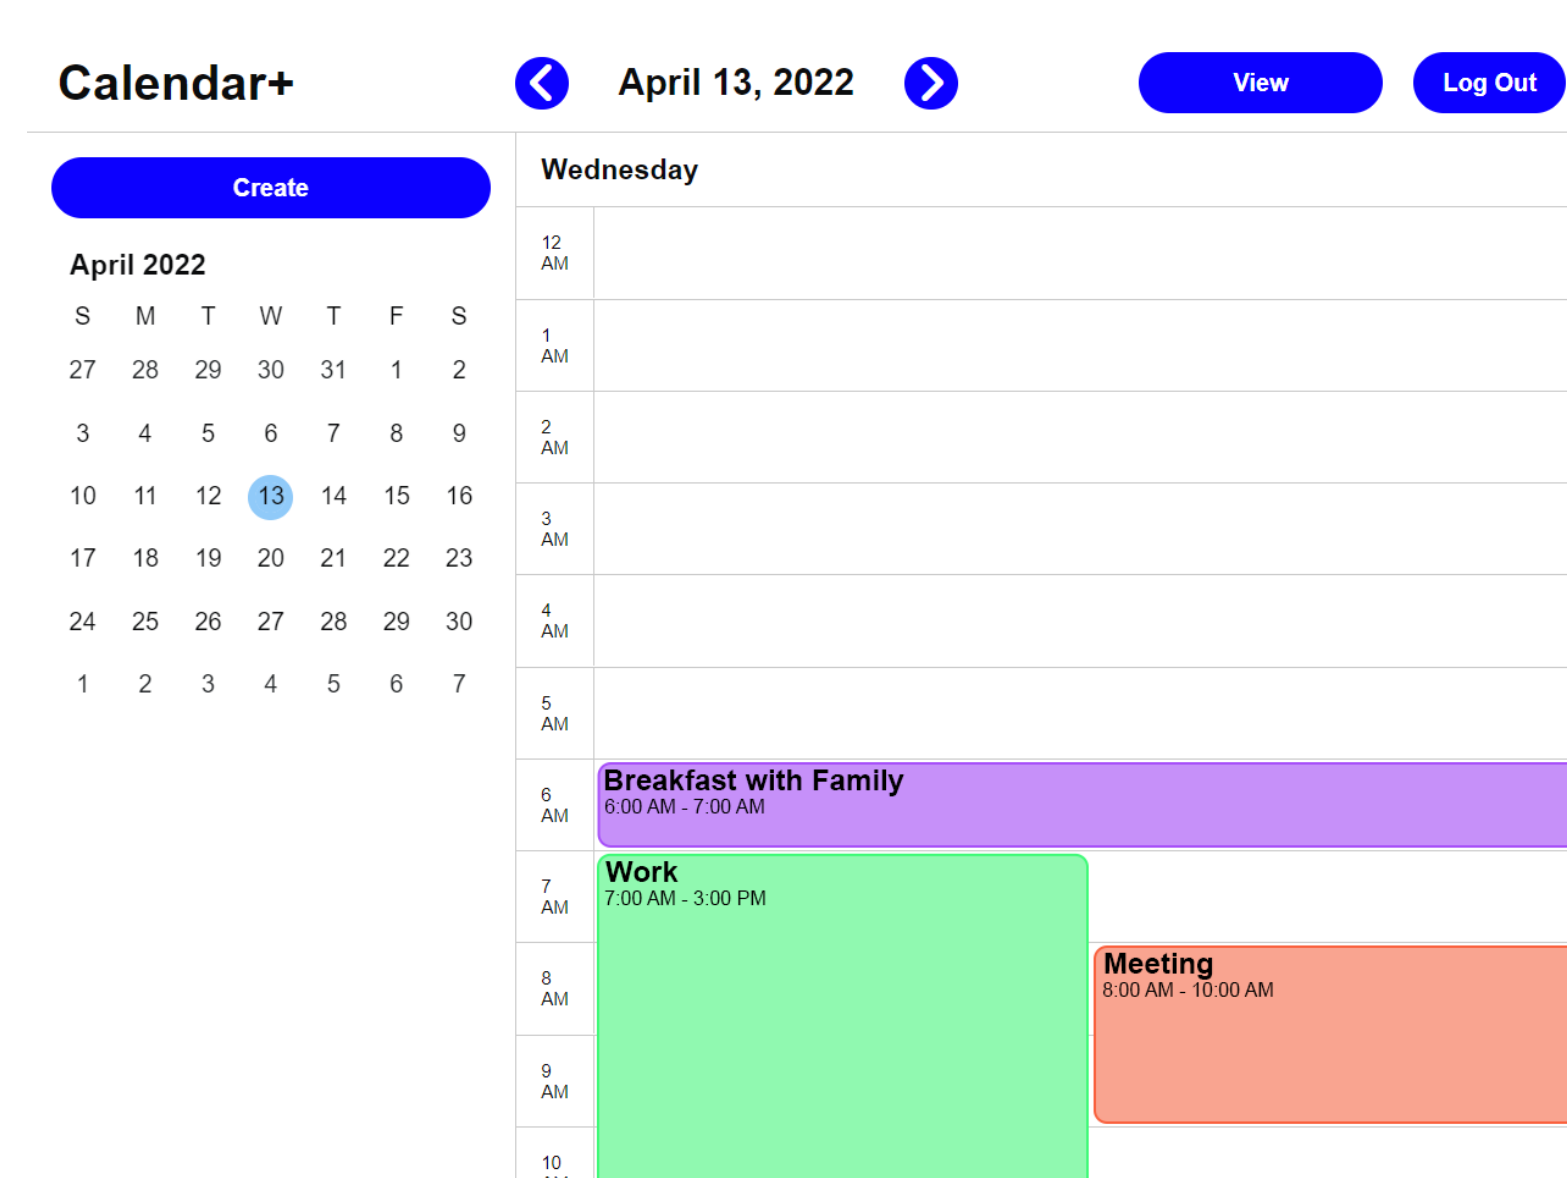 Calendar+
April 13, 2022
View
Log Out
Create
April 2022
S M T W T F S
27 28 29 30 31 1 2
3 4 5 6 7 8 9
10 11 12 13 14 15 16
17 18 19 20 21 22 23
24 25 26 27 28 29 30
1 2 3 4 5 6 7
Wednesday
12
AM
1
AM
2
AM
3
AM
4
AM
5
AM
6
AM
Breakfast with Family
6:00 AM - 7:00 AM
7
AM
Work
7:00 AM - 3:00 PM
8
AM
Meeting
8:00 AM - 10:00 AM
9
AM
10